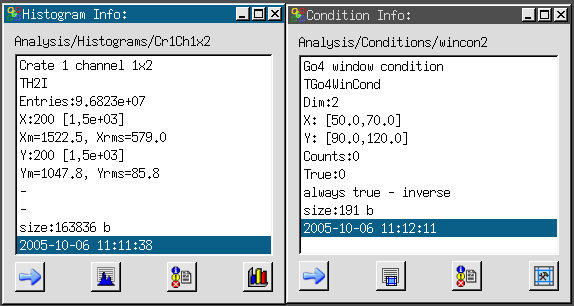 Histogram Info:
Analysis/Histograms/Cr1Ch1x2
Crate 1 channel 1x2
TH2I
Entries:9.6823e+07
X:200 [1,5e+03]
Xm=1522.5, Xrms=579.0
Y:200 [1,5e+03]
Ym=1047.8, Yrms=85.8
-
-
size:163836 b
2005-10-06 11:11:38
Condition Info:
Analysis/Conditions/wincon2
Go4 window condition
TGo4WinCond
Dim:2
X: [50.0,70.0]
Y: [90.0,120.0]
Counts:0
True:0
always true - inverse
size:191 b
2005-10-06 11:12:11